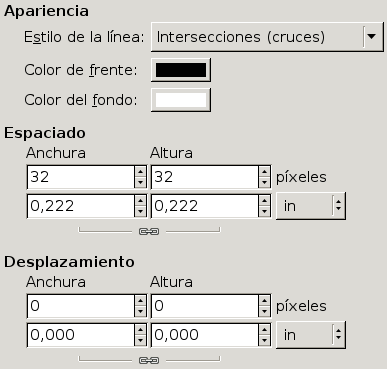 Apariencia
Estilo de la línea: Intersecciones (cruces)
Color de frente:
Color del fondo:
Espaciado
Anchura Altura
32 32 píxeles
0,222 0,222 in
Desplazamiento
Anchura Altura
0 0 píxeles
0,000 0,000 in